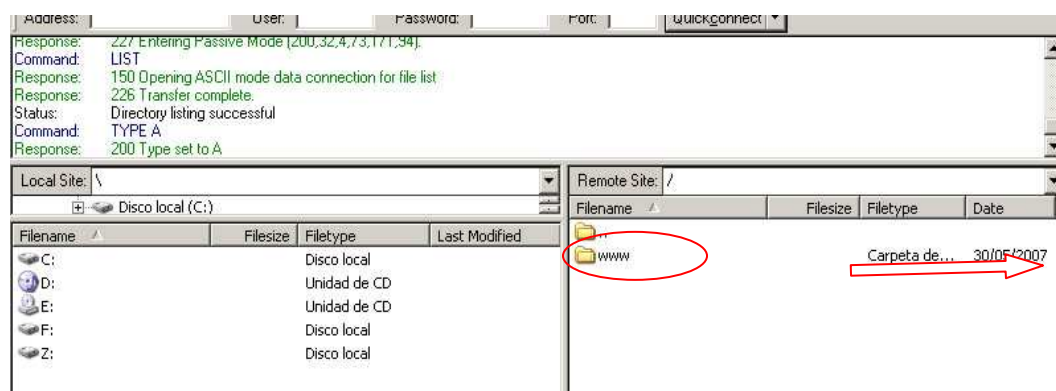 Address: User: Password: Port: Quickconnect
Response: 227 Entering Passive Mode (200,32,4,73,171,94).
Command: LIST
Response: 150 Opening ASCII mode data connection for file list
Response: 226 Transfer complete.
Status: Directory listing successful
Command: TYPE A
Response: 200 Type set to A
Local Site: \
Disco local (C:)
Filename Filesize Filetype Last Modified
C: Disco local
D: Unidad de CD
E: Unidad de CD
F: Disco local
Z: Disco local
Remote Site: /
Filename Filesize Filetype Date
..
www Carpeta de... 30/05/2007